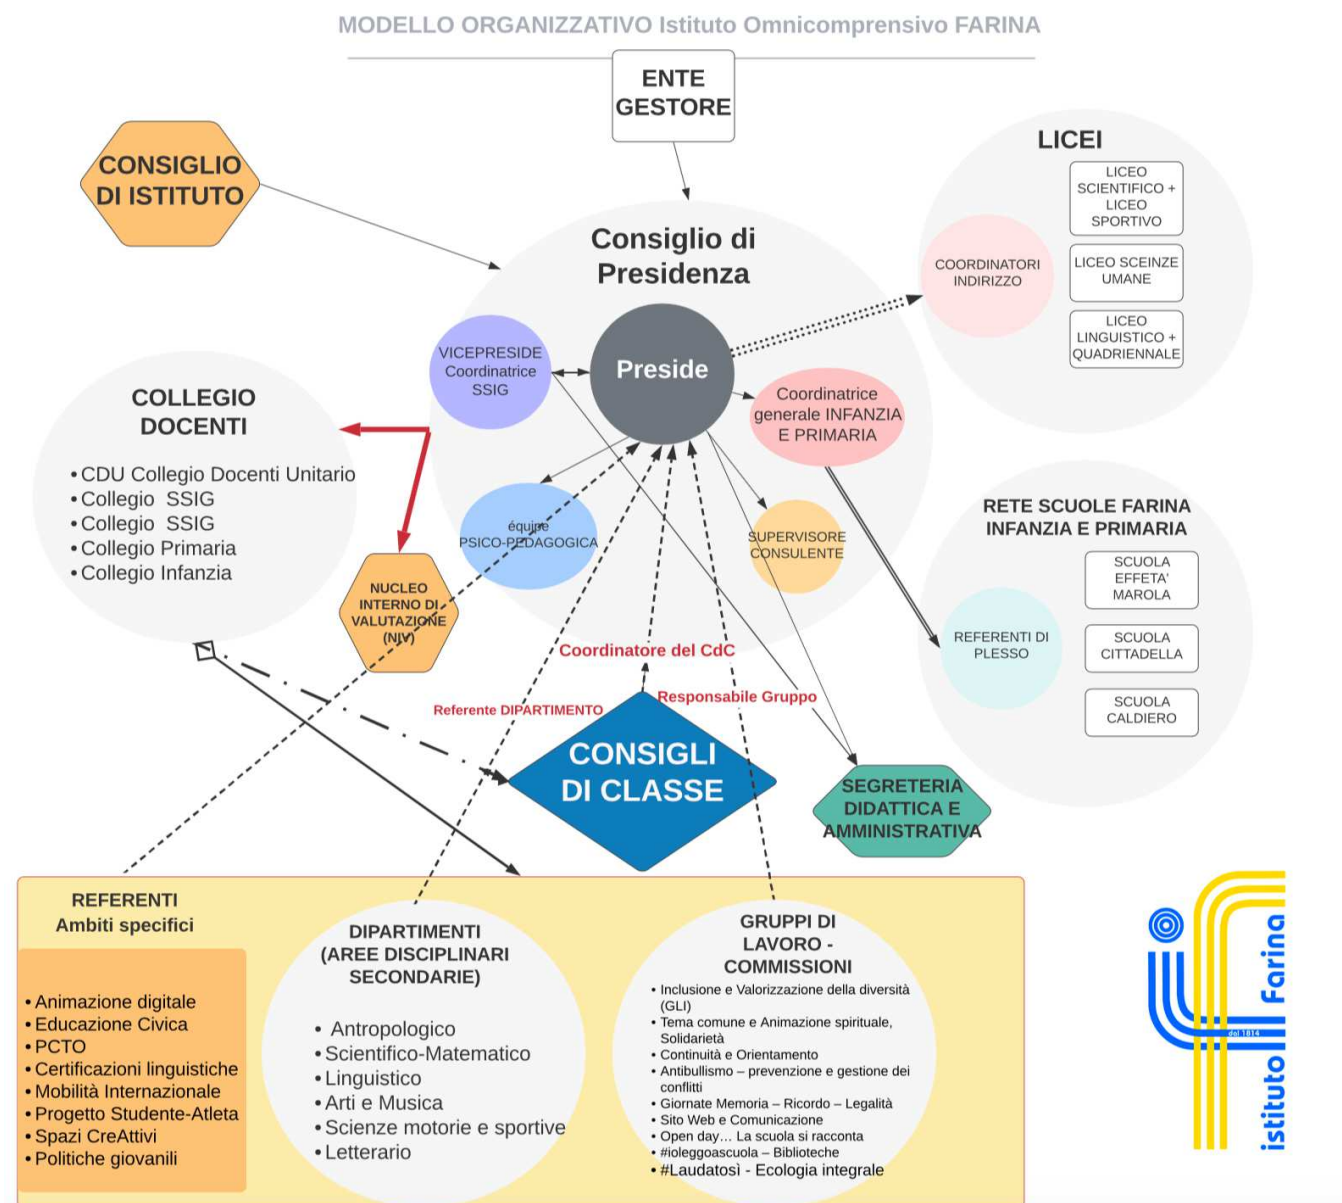 MODELLO ORGANIZZATIVO Istituto Omnicomprensivo FARINA
ENTE
GESTORE
CONSIGLIO
DI ISTITUTO
LICEI
LICEO
SCIENTIFICO +
LICEO
SPORTIVO
COORDINATORI
INDIRIZZO
LICEO SCEINZE
UMANE
LICEO
LINGUISTICO +
QUADRIENNALE
Consiglio di
Presidenza
VICEPRESIDE
Coordinatrice
SSIG
Preside
Coordinatrice
generale INFANZIA
E PRIMARIA
équipe
PSICO-PEDAGOGICA
SUPERVISORE
CONSULENTE
COLLEGIO
DOCENTI
• CDU Collegio Docenti Unitario
• Collegio  SSIG
• Collegio  SSIG
• Collegio Primaria
• Collegio Infanzia
NUCLEO
INTERNO DI
VALUTAZIONE
(NIV)
RETE SCUOLE FARINA
INFANZIA E PRIMARIA
SCUOLA
EFFETA'
MAROLA
REFERENTI DI
PLESSO
SCUOLA
CITTADELLA
SCUOLA
CALDIERO
Coordinatore del CdC
Referente DIPARTIMENTO
Responsabile Gruppo
CONSIGLI
DI CLASSE
SEGRETERIA
DIDATTICA E
AMMINISTRATIVA
REFERENTI
Ambiti specifici
• Animazione digitale
• Educazione Civica
• PCTO
• Certificazioni linguistiche
• Mobilità Internazionale
• Progetto Studente-Atleta
• Spazi CreAttivi
• Politiche giovanili
DIPARTIMENTI
(AREE DISCIPLINARI
SECONDARIE)
• Antropologico
• Scientifico-Matematico
• Linguistico
• Arti e Musica
• Scienze motorie e sportive
• Letterario
GRUPPI DI
LAVORO -
COMMISSIONI
• Inclusione e Valorizzazione della diversità
(GLI)
• Tema comune e Animazione spirituale,
Solidarietà
• Continuità e Orientamento
• Antibullismo – prevenzione e gestione dei
conflitti
• Giornate Memoria – Ricordo – Legalità
• Sito Web e Comunicazione
• Open day… La scuola si racconta
• #ioleggoascuola – Biblioteche
• #Laudatosì - Ecologia integrale
istituto Farina
dal 1814